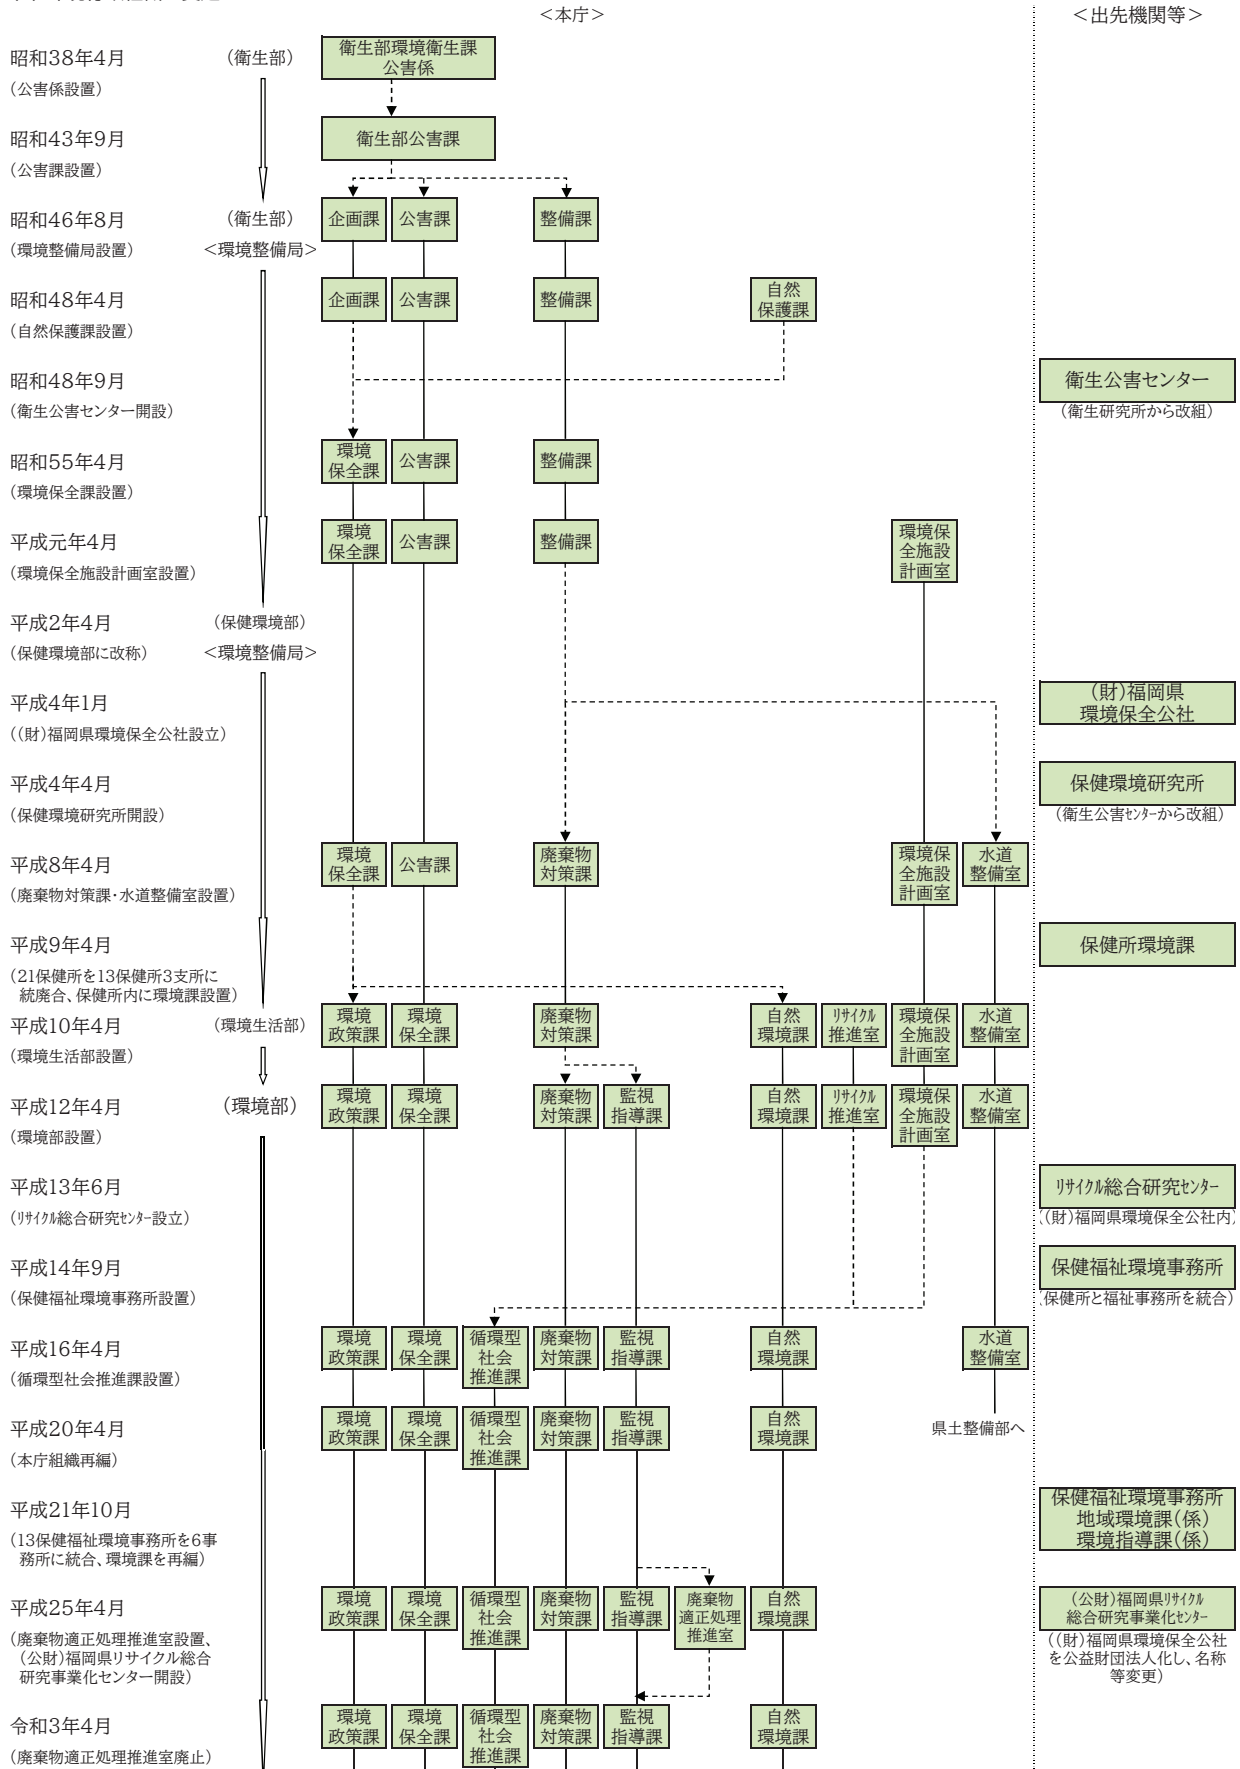 ＜本庁＞
＜出先機関等＞
昭和38年4月
（公害係設置）
（衛生部）
衛生部環境衛生課
公害係
昭和43年9月
（公害課設置）
衛生部公害課
昭和46年8月
（環境整備局設置）
（衛生部）
＜環境整備局＞
企画課
公害課
整備課
昭和48年4月
（自然保護課設置）
企画課
公害課
整備課
自然
保護課
昭和48年9月
（衛生公害センター開設）
衛生公害センター
（衛生研究所から改組）
昭和55年4月
（環境保全課設置）
環境
保全課
公害課
整備課
平成元年4月
（環境保全施設計画室設置）
環境
保全課
公害課
整備課
環境保
全施設
計画室
平成2年4月
（保健環境部に改称）
（保健環境部）
＜環境整備局＞
平成4年1月
（（財）福岡県環境保全公社設立）
（財）福岡県
環境保全公社
平成4年4月
（保健環境研究所開設）
保健環境研究所
（衛生公害ｾﾝﾀｰから改組）
平成8年4月
（廃棄物対策課・水道整備室設置）
環境
保全課
公害課
廃棄物
対策課
環境保
全施設
計画室
水道
整備室
平成9年4月
（21保健所を13保健所3支所に
統廃合、保健所内に環境課設置）
保健所環境課
平成10年4月
（環境生活部設置）
（環境生活部）
環境
政策課
環境
保全課
廃棄物
対策課
自然
環境課
ﾘｻｲｸﾙ
推進室
環境保
全施設
計画室
水道
整備室
平成12年4月
（環境部設置）
（環境部）
環境
政策課
環境
保全課
廃棄物
対策課
監視
指導課
自然
環境課
ﾘｻｲｸﾙ
推進室
環境保
全施設
計画室
水道
整備室
平成13年6月
（ﾘｻｲｸﾙ総合研究ｾﾝﾀｰ設立）
ﾘｻｲｸﾙ総合研究ｾﾝﾀｰ
（（財）福岡県環境保全公社内）
平成14年9月
（保健福祉環境事務所設置）
保健福祉環境事務所
（保健所と福祉事務所を統合）
平成16年4月
（循環型社会推進課設置）
環境
政策課
環境
保全課
循環型
社会
推進課
廃棄物
対策課
監視
指導課
自然
環境課
水道
整備室
平成20年4月
（本庁組織再編）
環境
政策課
環境
保全課
循環型
社会
推進課
廃棄物
対策課
監視
指導課
自然
環境課
県土整備部へ
平成21年10月
（13保健福祉環境事務所を6事
務所に統合、環境課を再編）
保健福祉環境事務所
地域環境課（係）
環境指導課（係）
平成25年4月
（廃棄物適正処理推進室設置、
（公財）福岡県リサイクル総合
研究事業化センター開設）
環境
政策課
環境
保全課
循環型
社会
推進課
廃棄物
対策課
監視
指導課
廃棄物
適正処理
推進室
自然
環境課
（公財）福岡県ﾘｻｲｸﾙ
総合研究事業化ｾﾝﾀｰ
（（財）福岡県環境保全公社
を公益財団法人化し、名称
等変更）
令和3年4月
（廃棄物適正処理推進室廃止）
環境
政策課
環境
保全課
循環型
社会
推進課
廃棄物
対策課
監視
指導課
自然
環境課